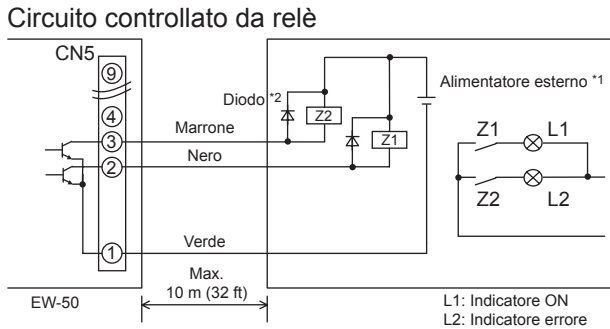 Circuito controllato da relè
CN5
⑨
④
③
②
①
Marrone
Nero
Verde
Diodo *2
Z2
Z1
Alimentatore esterno *1
Z1
L1
Z2
L2
Max.
10 m (32 ft)
EW-50
L1: Indicatore ON
L2: Indicatore errore